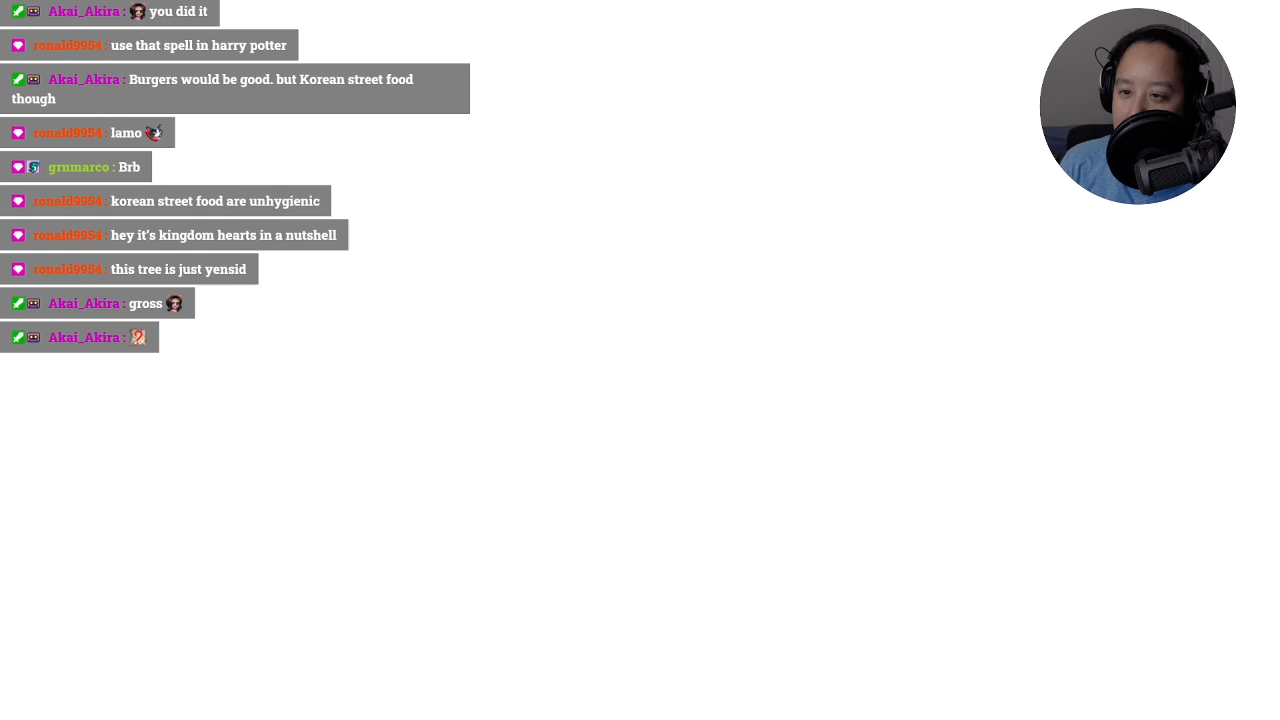 Akai_Akira : you did it
ronald9954 : use that spell in harry potter
Akai_Akira : Burgers would be good. but Korean street food
though
ronald9954 : lamo
grnmarco : Brb
ronald9954 : korean street food are unhygienic
ronald9954 : hey it's kingdom hearts in a nutshell
ronald9954 : this tree is just yensid
Akai_Akira : gross
Akai_Akira :